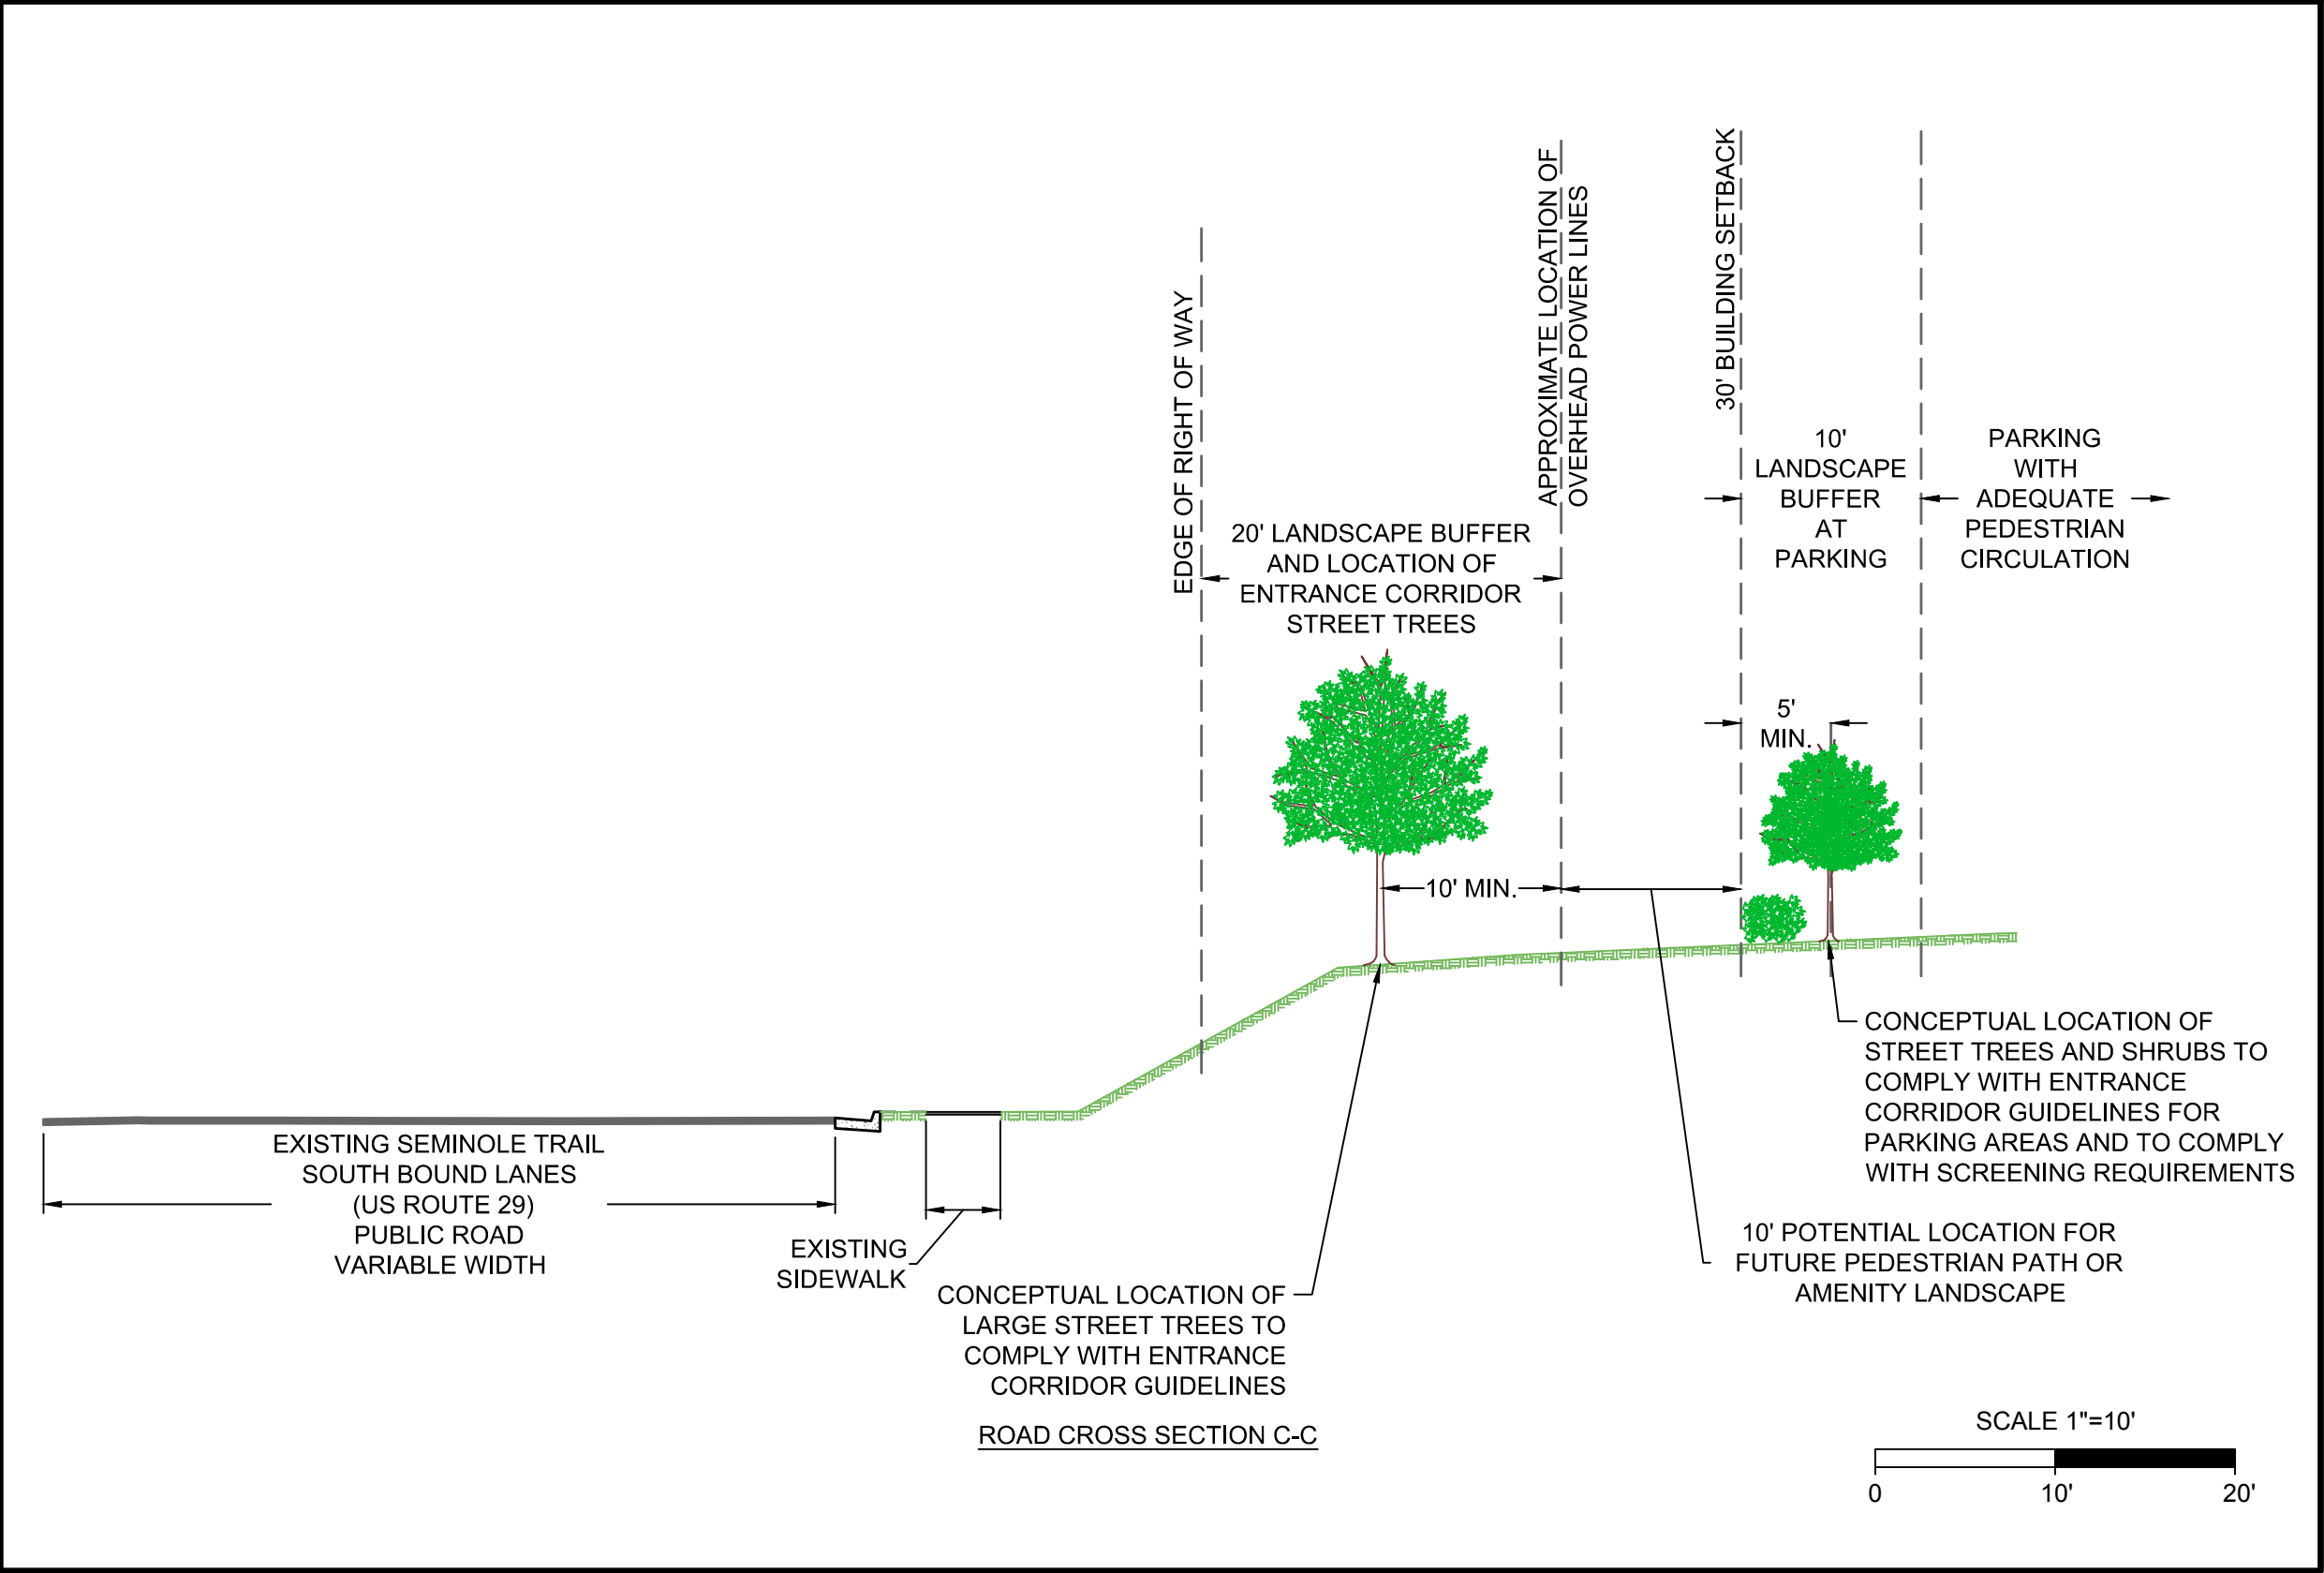 EDGE OF RIGHT OF WAY
APPROXIMATE LOCATION OF
OVERHEAD POWER LINES
30' BUILDING SETBACK
20' LANDSCAPE BUFFER
AND LOCATION OF
ENTRANCE CORRIDOR
STREET TREES
10'
LANDSCAPE
BUFFER
AT
PARKING
PARKING
WITH
ADEQUATE
PEDESTRIAN
CIRCULATION
5'
MIN.
10' MIN.
EXISTING SEMINOLE TRAIL
SOUTH BOUND LANES
(US ROUTE 29)
PUBLIC ROAD
VARIABLE WIDTH
EXISTING
SIDEWALK
CONCEPTUAL LOCATION OF
LARGE STREET TREES TO
COMPLY WITH ENTRANCE
CORRIDOR GUIDELINES
CONCEPTUAL LOCATION OF
STREET TREES AND SHRUBS TO
COMPLY WITH ENTRANCE
CORRIDOR GUIDELINES FOR
PARKING AREAS AND TO COMPLY
WITH SCREENING REQUIREMENTS
10' POTENTIAL LOCATION FOR
FUTURE PEDESTRIAN PATH OR
AMENITY LANDSCAPE
ROAD CROSS SECTION C-C
SCALE 1"=10'
0 10' 20'